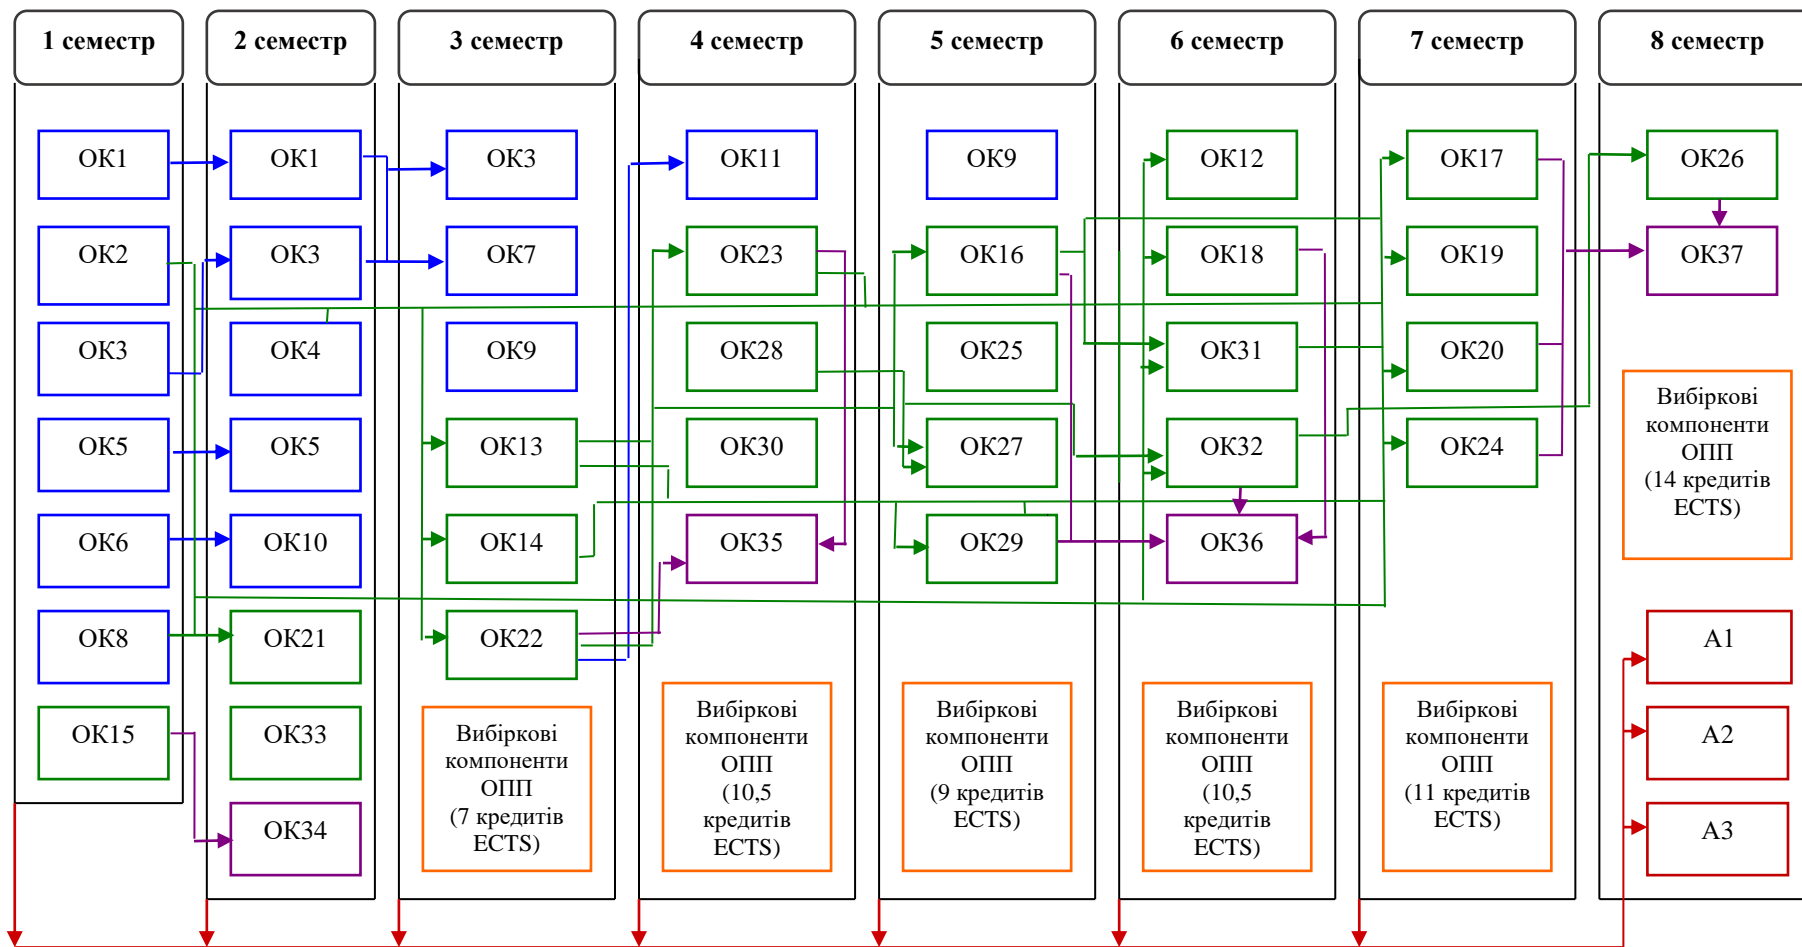 1 семестр
ОК1
ОК2
ОК3
ОК5
ОК6
ОК8
ОК15
2 семестр
ОК1
ОК3
ОК4
ОК5
ОК10
ОК21
ОК33
ОК34
3 семестр
ОК3
ОК7
ОК9
ОК13
ОК14
ОК22
Вибіркові
компоненти
ОПП
(7 кредитів
ECTS)
4 семестр
ОК11
ОК23
ОК28
ОК30
ОК35
Вибіркові
компоненти
ОПП
(10,5
кредитів
ECTS)
5 семестр
ОК9
ОК16
ОК25
ОК27
ОК29
Вибіркові
компоненти
ОПП
(9 кредитів
ECTS)
6 семестр
ОК12
ОК18
ОК31
ОК32
ОК36
Вибіркові
компоненти
ОПП
(10,5
кредитів
ECTS)
7 семестр
ОК17
ОК19
ОК20
ОК24
Вибіркові
компоненти
ОПП
(11 кредитів
ECTS)
8 семестр
ОК26
ОК37
Вибіркові
компоненти
ОПП
(14 кредитів
ECTS)
А1
А2
А3